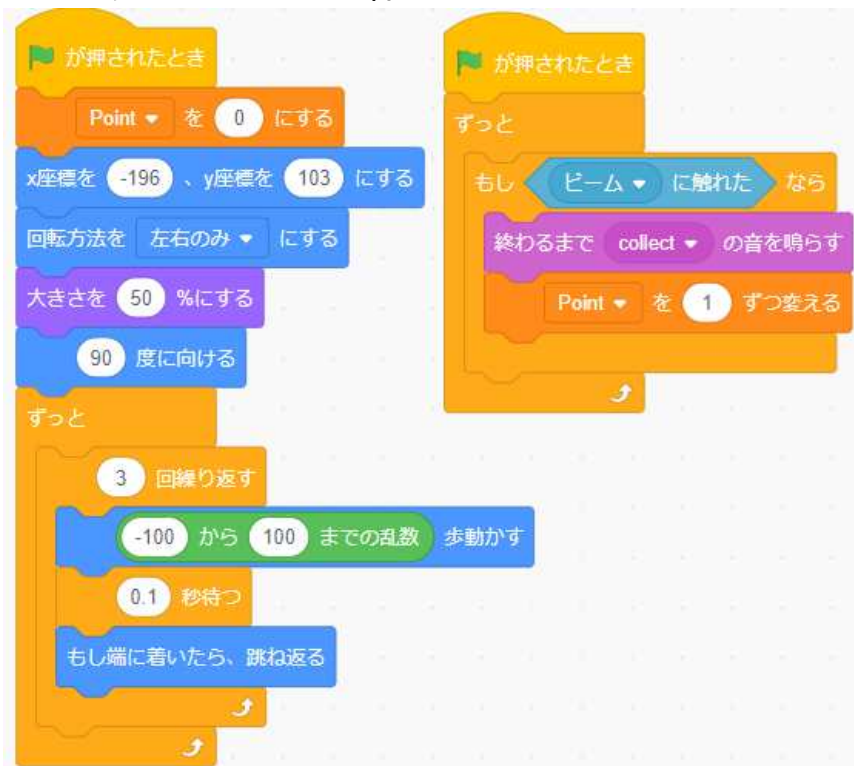 が押されたとき
Point を 0 にする
x座標を -196 、y座標を 103 にする
回転方法を 左右のみ にする
大きさを 50 %にする
90 度に向ける
ずっと
3 回繰り返す
-100 から 100 までの乱数 歩動かす
0.1 秒待つ
もし端に着いたら、跳ね返る
が押されたとき
ずっと
もし ビーム に触れた なら
終わるまで collect の音を鳴らす
Point を 1 ずつ変える